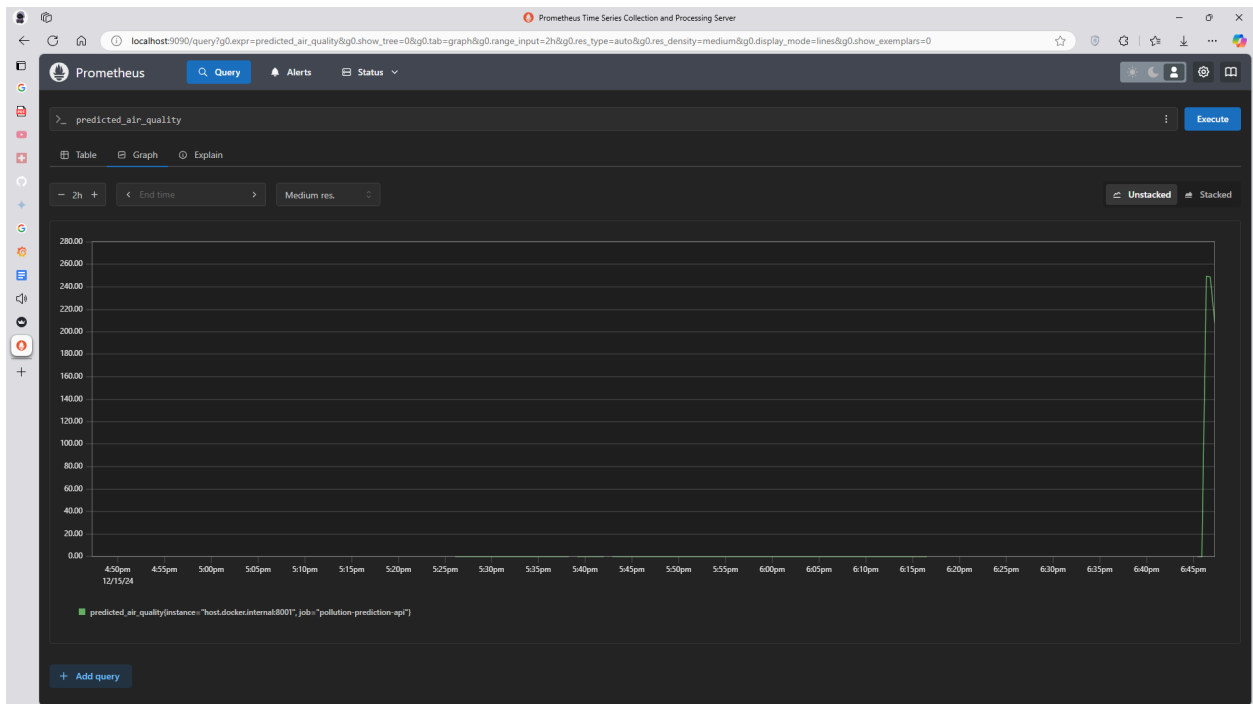 Prometheus Time Series Collection and Processing Server
localhost:9090/query?g0.expr=predicted_air_quality&g0.show_tree=0&g0.tab=graph&g0.range_input=2h&g0.res_type=auto&g0.res_density=medium&g0.display_mode=lines&g0.show_exemplars=0
Prometheus Query Alerts Status
>_ predicted_air_quality Execute
Table Graph Explain
− 2h + < End time > Medium res. Unstacked Stacked
280.00
260.00
240.00
220.00
200.00
180.00
160.00
140.00
120.00
100.00
80.00
60.00
40.00
20.00
0.00
4:50pm 4:55pm 5:00pm 5:05pm 5:10pm 5:15pm 5:20pm 5:25pm 5:30pm 5:35pm 5:40pm 5:45pm 5:50pm 5:55pm 6:00pm 6:05pm 6:10pm 6:15pm 6:20pm 6:25pm 6:30pm 6:35pm 6:40pm 6:45pm
12/15/24
predicted_air_quality{instance="host.docker.internal:8001", job="pollution-prediction-api"}
+ Add query